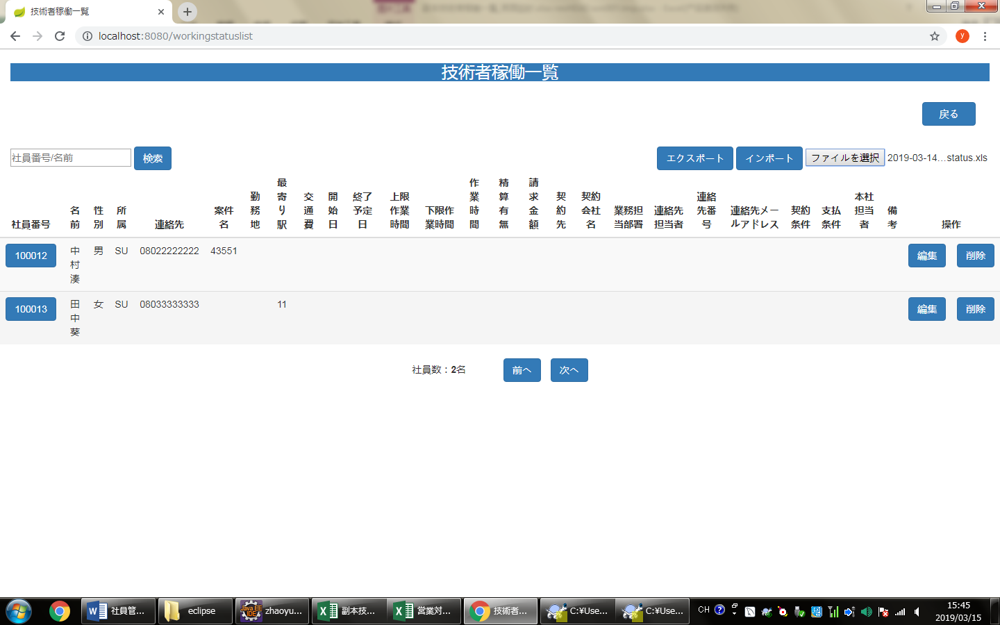 技術者稼働一覧
localhost:8080/workingstatuslist
y
技術者稼働一覧
戻る
社員番号/名前 検索 エクスポート インポート ファイルを選択 2019-03-14...status.xls
社員番号 名前 性別 所属 連絡先 案件名 勤務地 最寄り駅 交通費 開始日 終了予定日 上限作業時間 下限作業時間 作業時間 精算有無 請求金額 契約先 契約会社名 業務担当部署 連絡先担当者 連絡先番号 連絡先メールアドレス 契約条件 支払条件 本社担当者 備考 操作
100012 中村湊 男 SU 08022222222 43551 編集 削除
100013 田中葵 女 SU 08033333333 11 編集 削除
社員数：2名 前へ 次へ
社員管... eclipse zhaoyu... 副本技... 営業対... 技術者... C:¥Use... C:¥Use... CH 15:45
2019/03/15